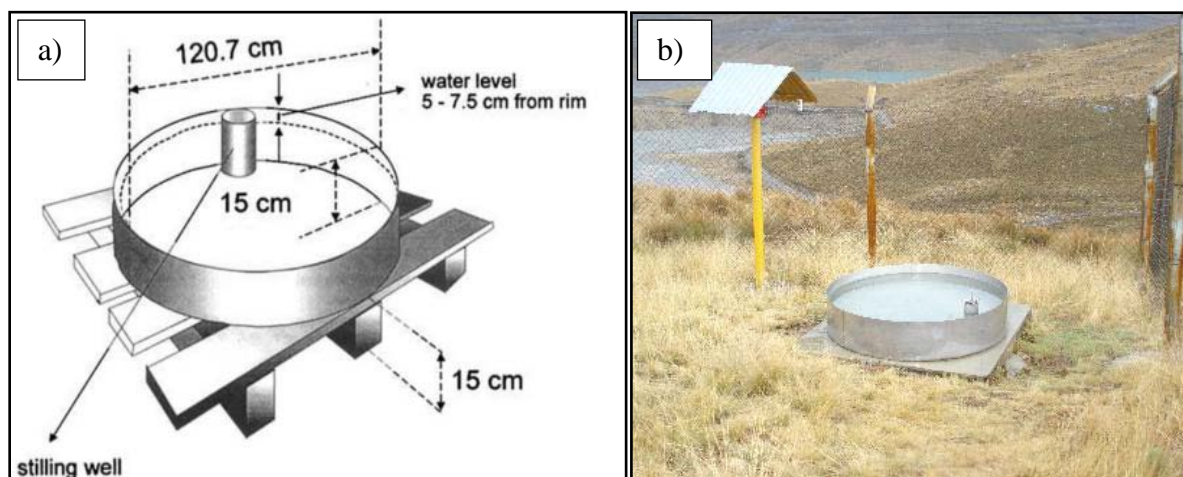 a)
120.7 cm
water level
5 - 7.5 cm from rim
15 cm
15 cm
stilling well
b)